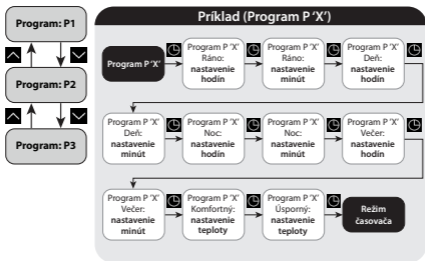 Program: P1
Program: P2
Program: P3
Príklad (Program P ‘X’)
Program P ‘X’
Program P ‘X’
Ráno:
nastavenie
hodín
Program P ‘X’
Ráno:
nastavenie
minút
Program P ‘X’
Deň:
nastavenie
hodín
Program P ‘X’
Deň:
nastavenie
minút
Program P ‘X’
Noc:
nastavenie
hodín
Program P ‘X’
Noc:
nastavenie
minút
Program P ‘X’
Večer:
nastavenie
hodín
Program P ‘X’
Večer:
nastavenie
minút
Program P ‘X’
Komfortný:
nastavenie
teploty
Program P ‘X’
Úsporný:
nastavenie
teploty
Režim
časovača